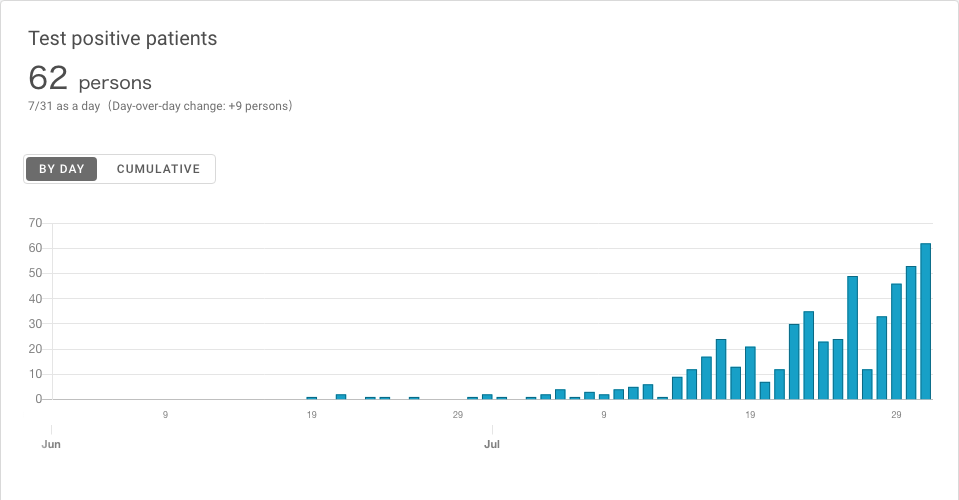 Test positive patients
62 persons
7/31 as a day（Day-over-day change: +9 persons）
BY DAY CUMULATIVE
70
60
50
40
30
20
10
0
9 19 29 9 19 29
Jun Jul